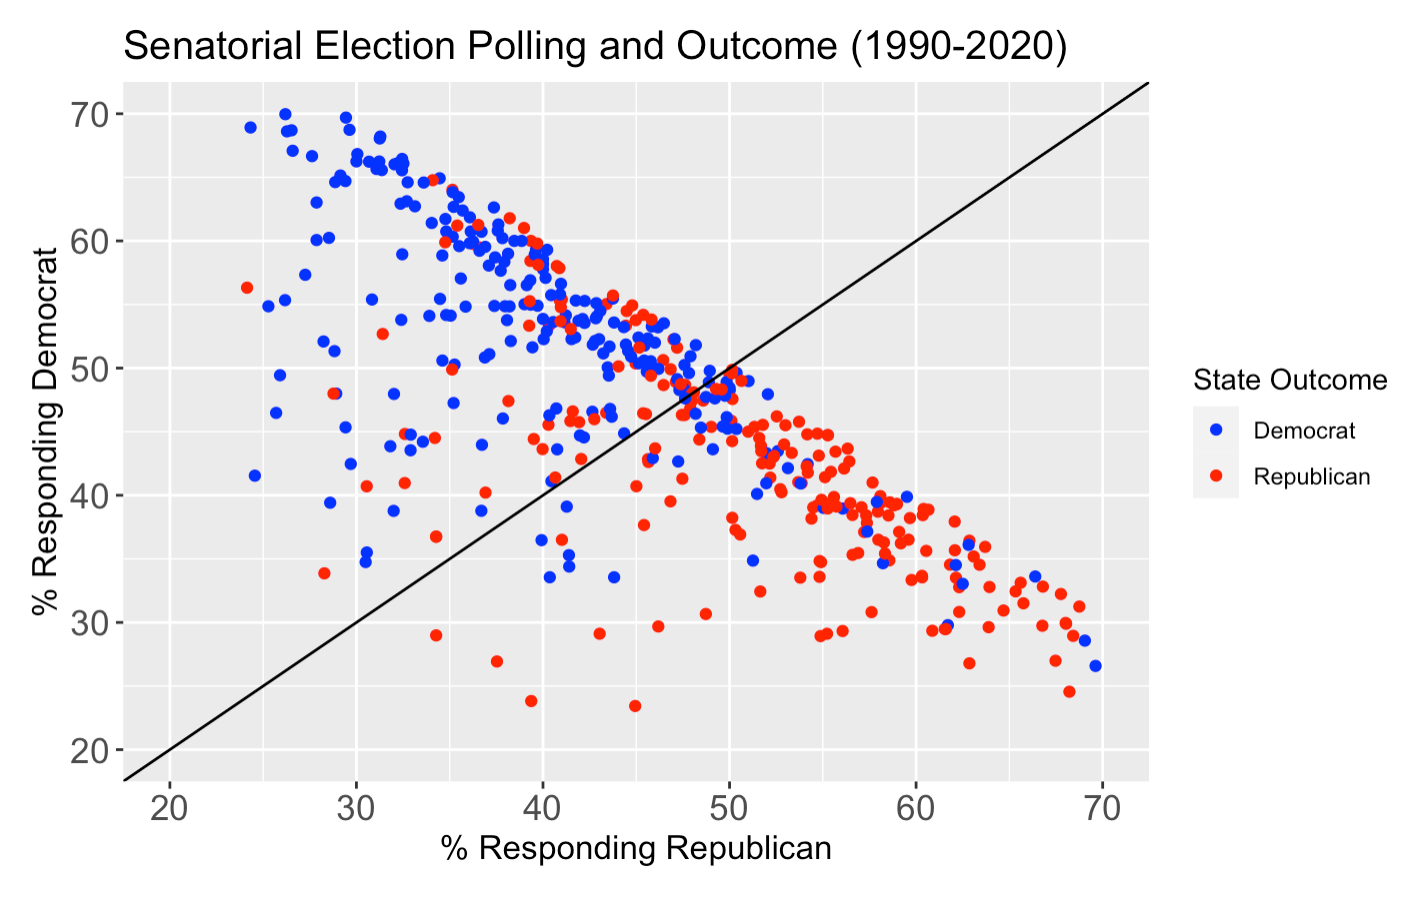 Senatorial Election Polling and Outcome (1990-2020)
% Responding Democrat
70
60
50
40
30
20
20 30 40 50 60 70
% Responding Republican
State Outcome
Democrat
Republican